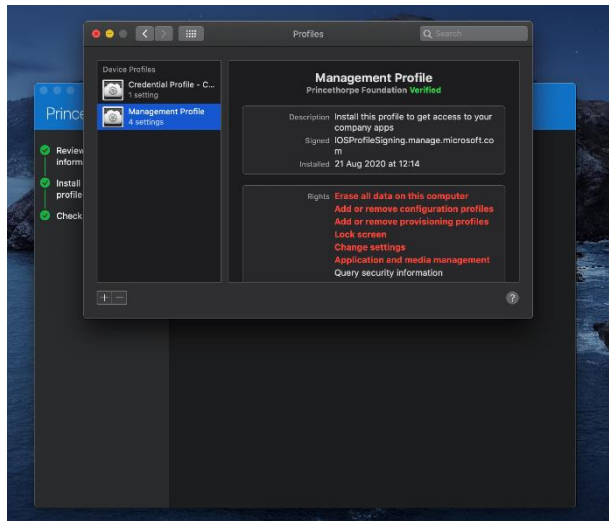 Profiles
Search
Device Profiles
Credential Profile - C...
1 setting
Management Profile
4 settings
Management Profile
Princethorpe Foundation Verified
Description Install this profile to get access to your
company apps
Signed IOSProfileSigning.manage.microsoft.co
m
Installed 21 Aug 2020 at 12:14
Rights Erase all data on this computer
Add or remove configuration profiles
Add or remove provisioning profiles
Lock screen
Change settings
Application and media management
Query security information
Prince
Review
inform
Install
profile
Check